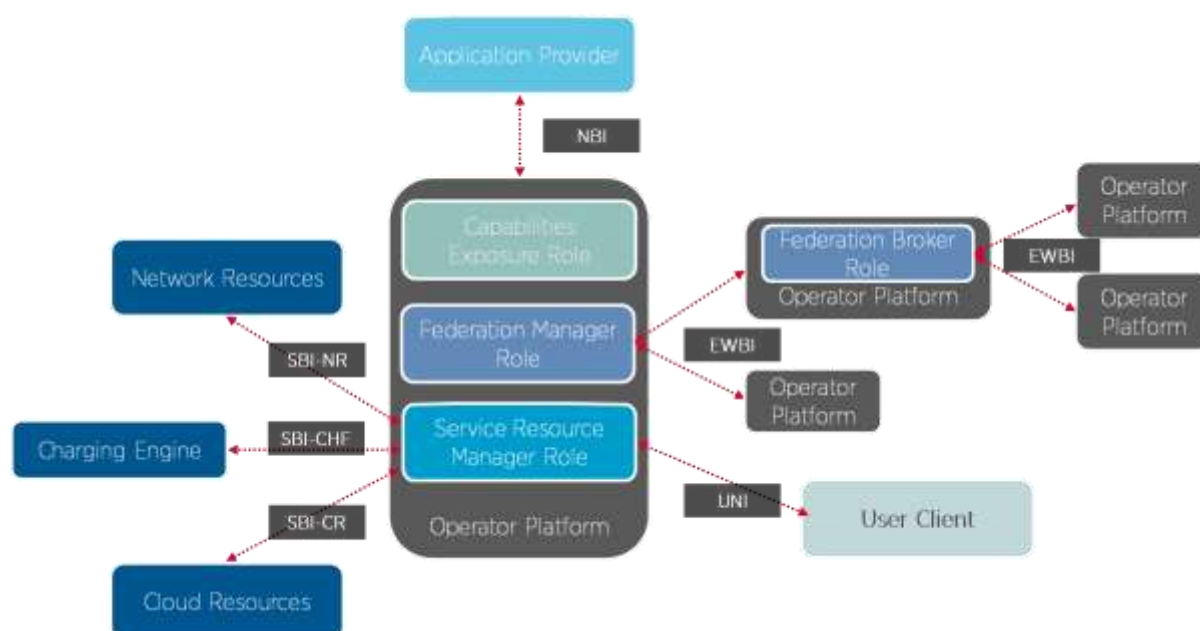 Application Provider
NBI
Capabilities
Exposure Role
Operator
Platform
Federation Broker
Role
EWBI
Operator Platform
Operator
Platform
Network Resources
Federation Manager
Role
EWBI
SBI-NR
Operator
Platform
Service Resource
Manager Role
SBI-CHF
Charging Engine
UNI
User Client
SBI-CR
Operator Platform
Cloud Resources